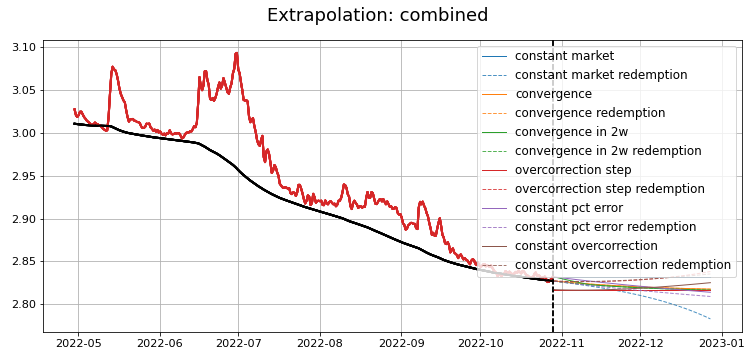 Extrapolation: combined
3.10
3.05
3.00
2.95
2.90
2.85
2.80
constant market
constant market redemption
convergence
convergence redemption
convergence in 2w
convergence in 2w redemption
overcorrection step
overcorrection step redemption
constant pct error
constant pct error redemption
constant overcorrection
constant overcorrection redemption
2022-05 2022-06 2022-07 2022-08 2022-09 2022-10 2022-11 2022-12 2023-01